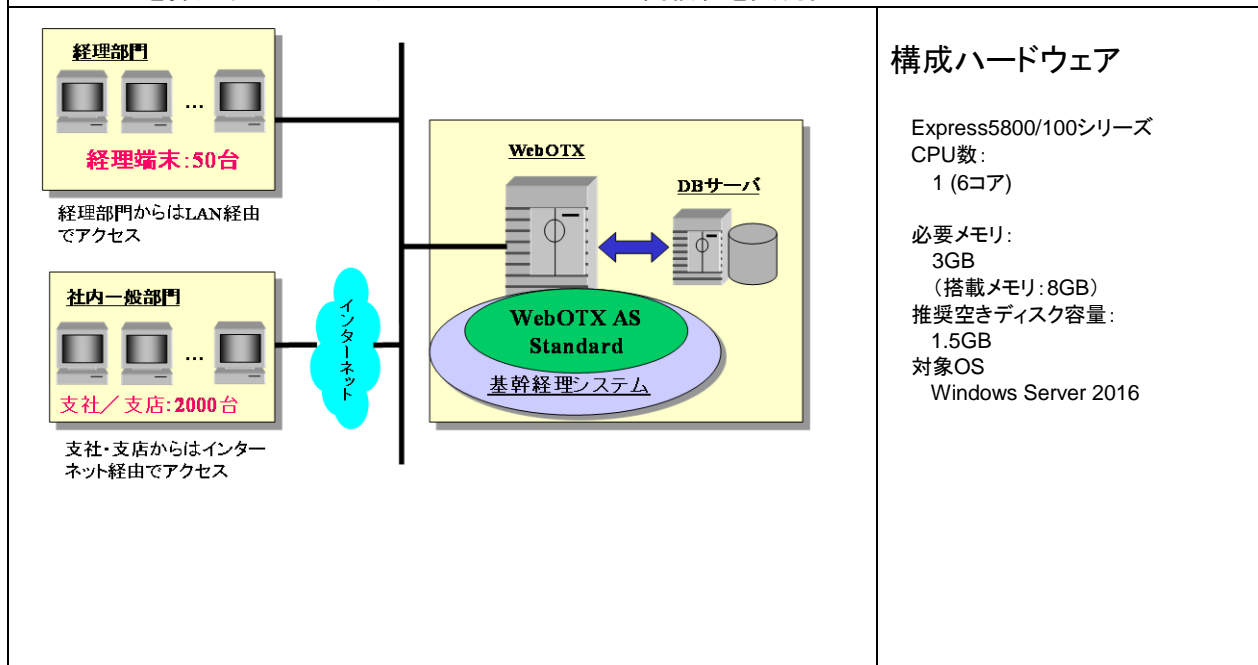 経理部門
...
経理端末:50台
経理部門からはLAN経由
でアクセス
社内一般部門
...
支社／支店:2000台
支社・支店からはインター
ネット経由でアクセス
インターネット
WebOTX
DBサーバ
WebOTX AS
Standard
基幹経理システム
構成ハードウェア
Express5800/100シリーズ
CPU数:
1 (6コア)
必要メモリ:
3GB
（搭載メモリ:8GB）
推奨空きディスク容量:
1.5GB
対象OS
Windows Server 2016